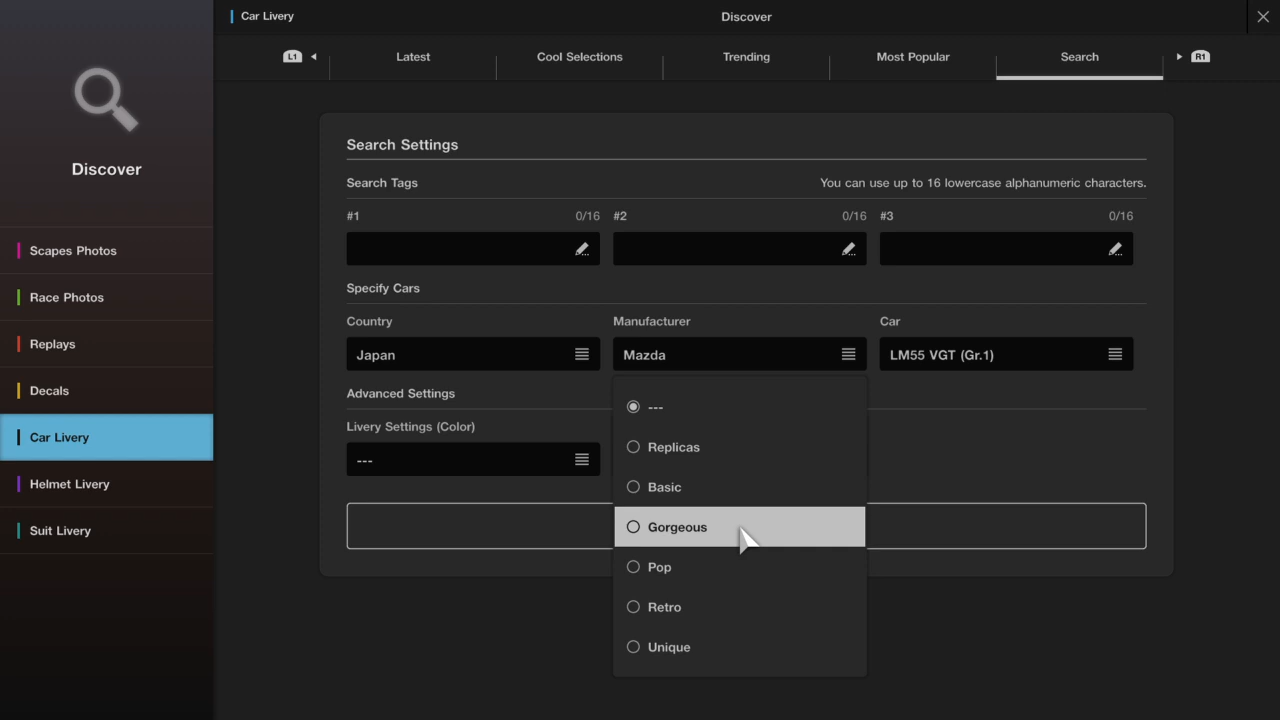 Car Livery
Discover
L1
Latest
Cool Selections
Trending
Most Popular
Search
R1
Discover
Scapes Photos
Race Photos
Replays
Decals
Car Livery
Helmet Livery
Suit Livery
Search Settings
Search Tags
You can use up to 16 lowercase alphanumeric characters.
#1 0/16
#2 0/16
#3 0/16
Specify Cars
Country
Manufacturer
Car
Japan
Mazda
LM55 VGT (Gr.1)
Advanced Settings
Livery Settings (Color)
---
---
Replicas
Basic
Gorgeous
Pop
Retro
Unique